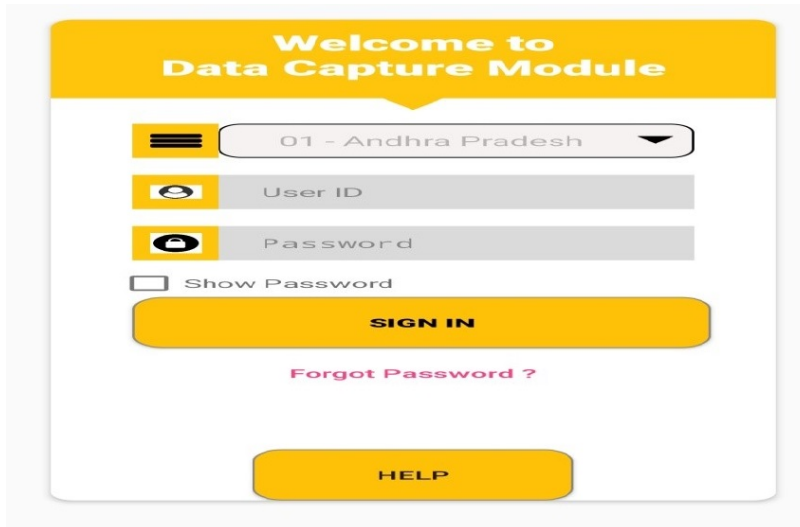 Welcome to
Data Capture Module
01 - Andhra Pradesh
User ID
Password
Show Password
SIGN IN
Forgot Password ?
HELP